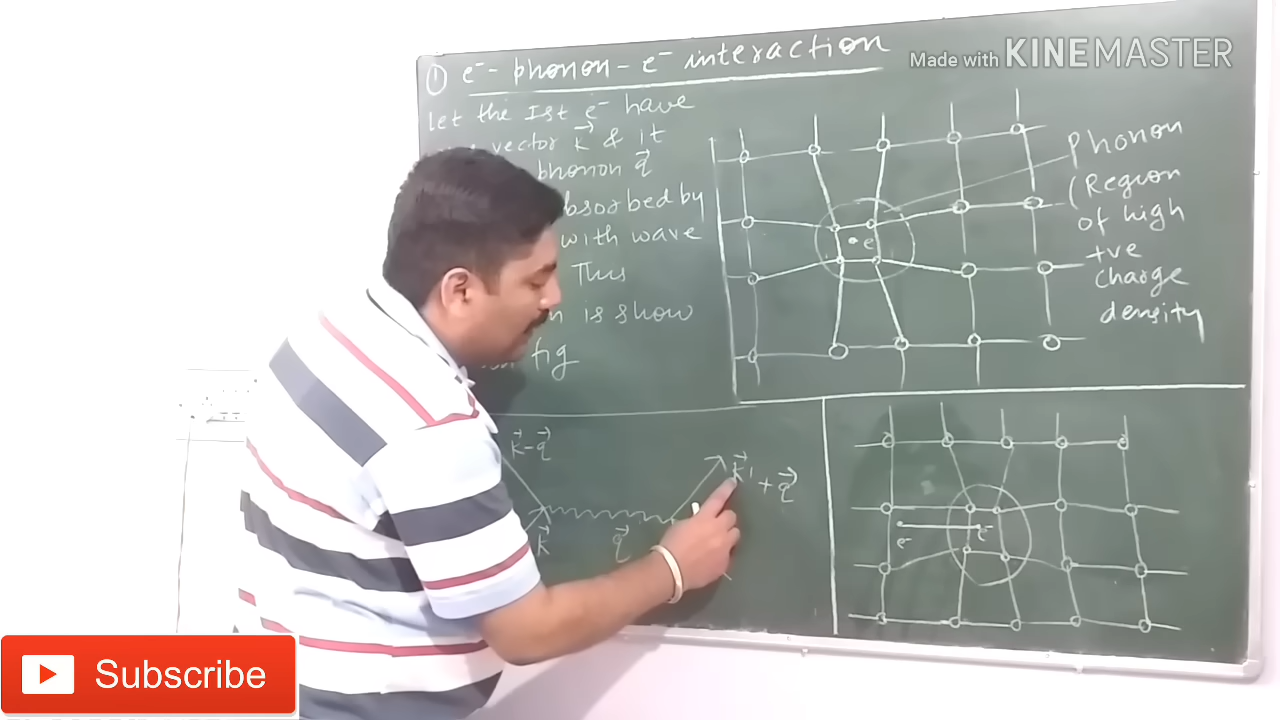 ① e⁻ - phonon - e⁻ interaction
Made with KINEMASTER
Let the Ist e⁻ have
vector k⃗ & it
phonon q⃗
absorbed by
with wave
This
is show
fig
Phonon
(Region
of high
+ve
charge
density
e
k⃗-q⃗
k⃗'+q⃗
k⃗
q⃗
e⁻
e⁻
Subscribe